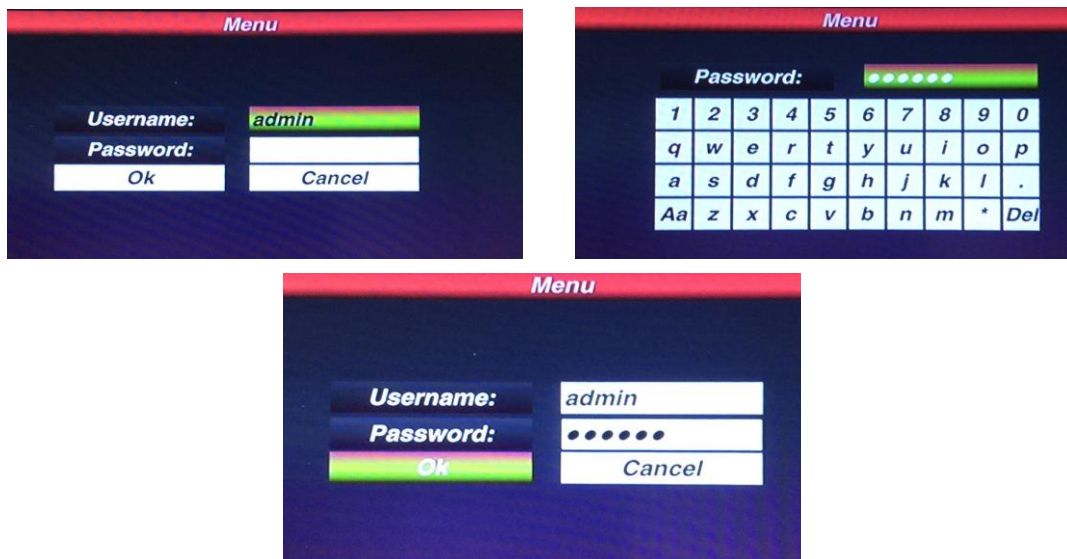 Menu
Username: admin
Password:
Ok Cancel
Menu
Password: ●●●●●●
1 2 3 4 5 6 7 8 9 0
q w e r t y u i o p
a s d f g h j k l .
Aa z x c v b n m * Del
Menu
Username: admin
Password: ●●●●●●
Ok Cancel